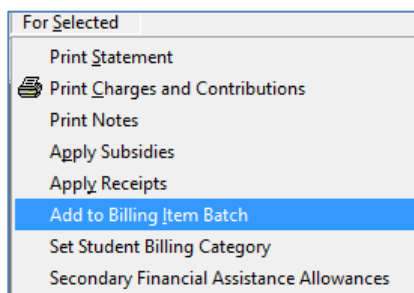 For Selected
Print Statement
Print Charges and Contributions
Print Notes
Apply Subsidies
Apply Receipts
Add to Billing Item Batch
Set Student Billing Category
Secondary Financial Assistance Allowances